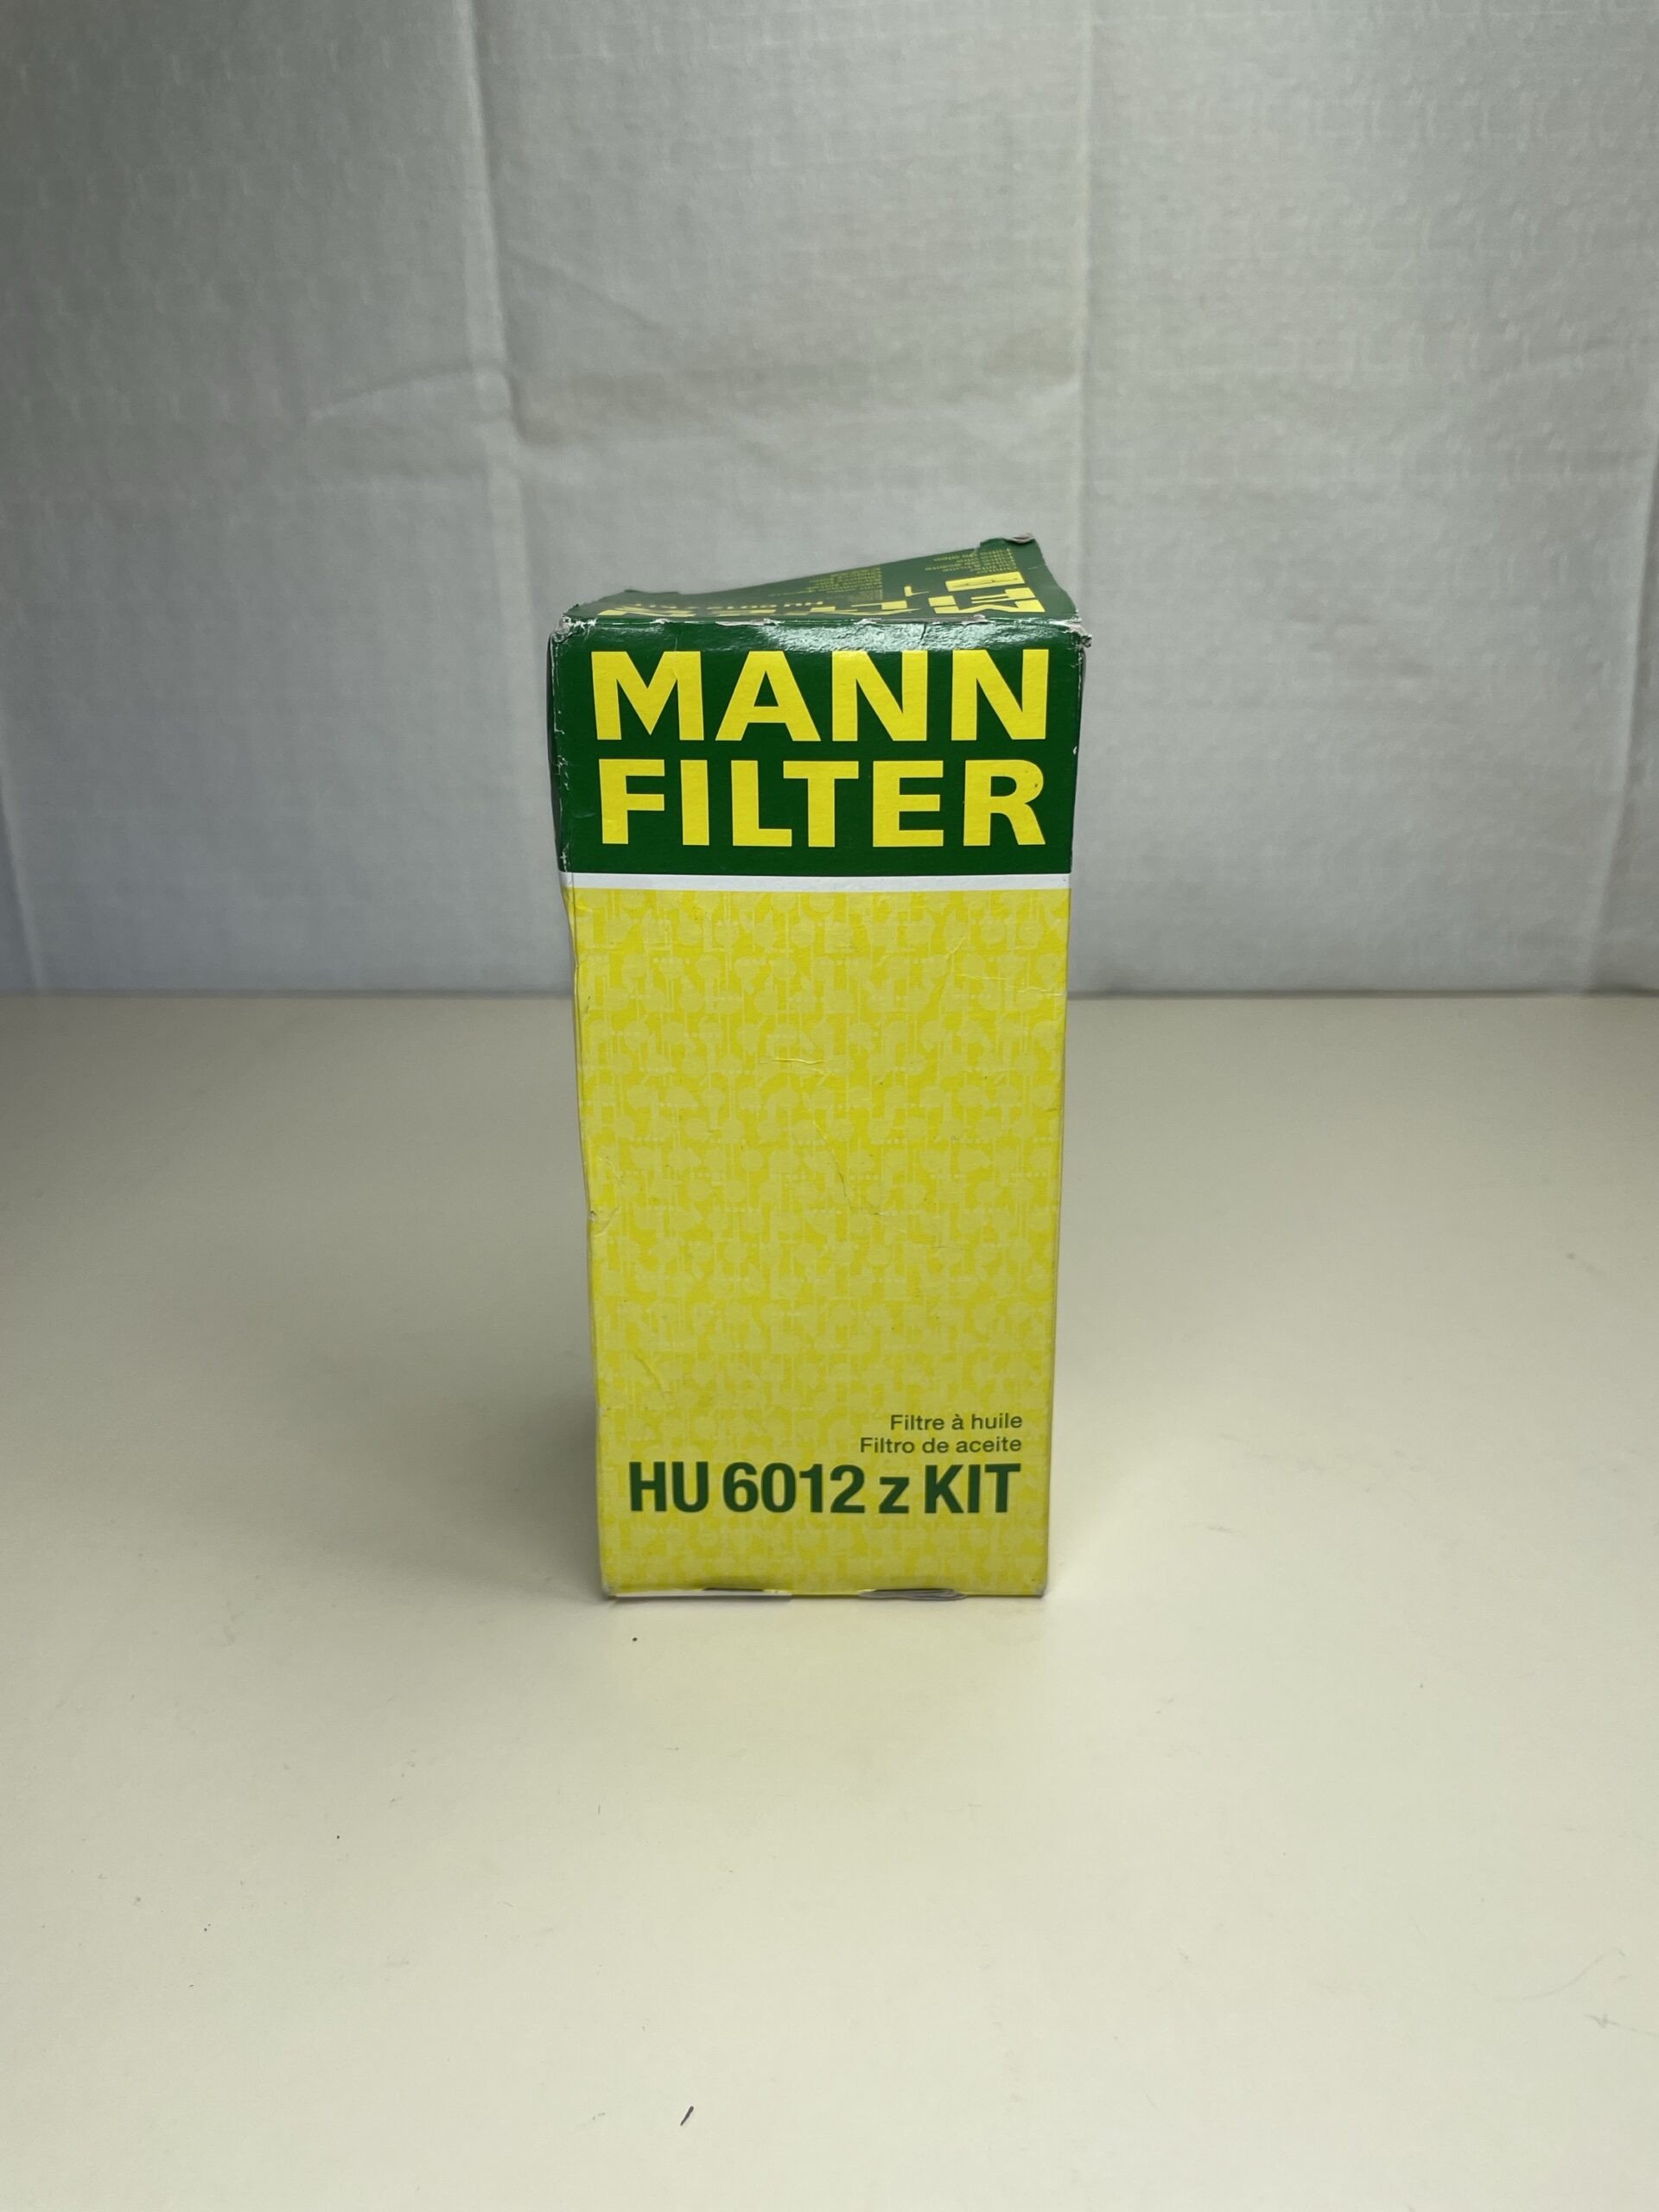 MANN
FILTER
Filtre à huile
Filtro de aceite
HU 6012 z KIT